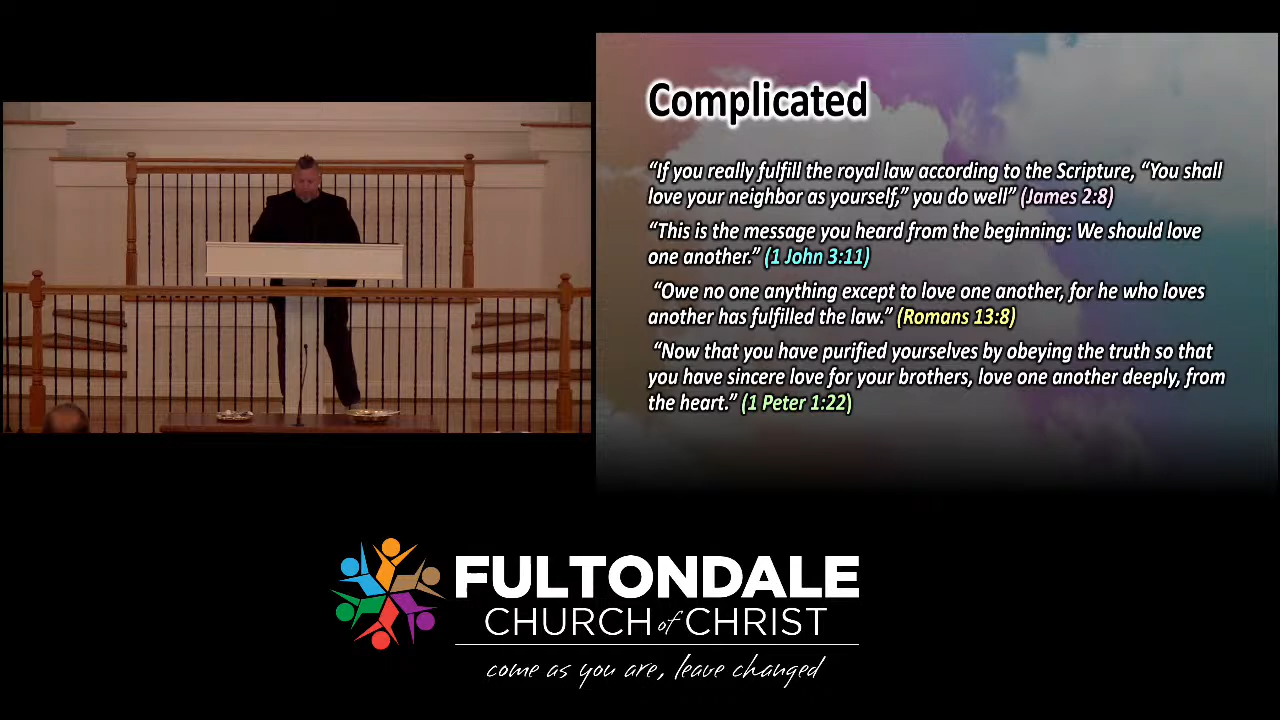 Complicated
“If you really fulfill the royal law according to the Scripture, “You shall
love your neighbor as yourself,” you do well” (James 2:8)
“This is the message you heard from the beginning: We should love
one another.” (1 John 3:11)
“Owe no one anything except to love one another, for he who loves
another has fulfilled the law.” (Romans 13:8)
“Now that you have purified yourselves by obeying the truth so that
you have sincere love for your brothers, love one another deeply, from
the heart.” (1 Peter 1:22)
FULTONDALE
CHURCH of CHRIST
come as you are, leave changed